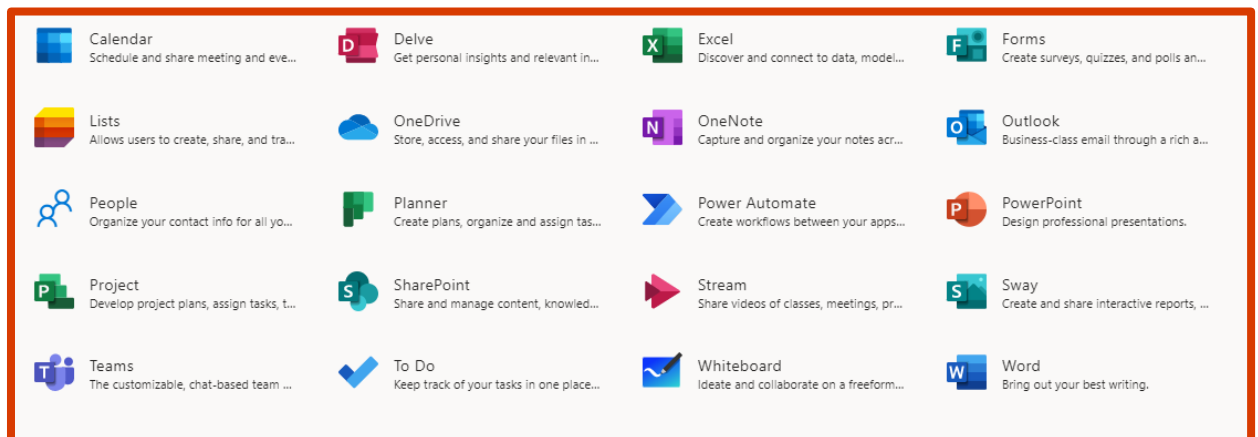 Calendar
Schedule and share meeting and eve...
D
Delve
Get personal insights and relevant in...
X
Excel
Discover and connect to data, model...
F
Forms
Create surveys, quizzes, and polls an...
Lists
Allows users to create, share, and tra...
OneDrive
Store, access, and share your files in ...
N
OneNote
Capture and organize your notes acr...
O
Outlook
Business-class email through a rich a...
People
Organize your contact info for all yo...
Planner
Create plans, organize and assign tas...
Power Automate
Create workflows between your apps...
P
PowerPoint
Design professional presentations.
P
Project
Develop project plans, assign tasks, t...
S
SharePoint
Share and manage content, knowled...
Stream
Share videos of classes, meetings, pr...
S
Sway
Create and share interactive reports, ...
T
Teams
The customizable, chat-based team ...
To Do
Keep track of your tasks in one place...
Whiteboard
Ideate and collaborate on a freeform...
W
Word
Bring out your best writing.